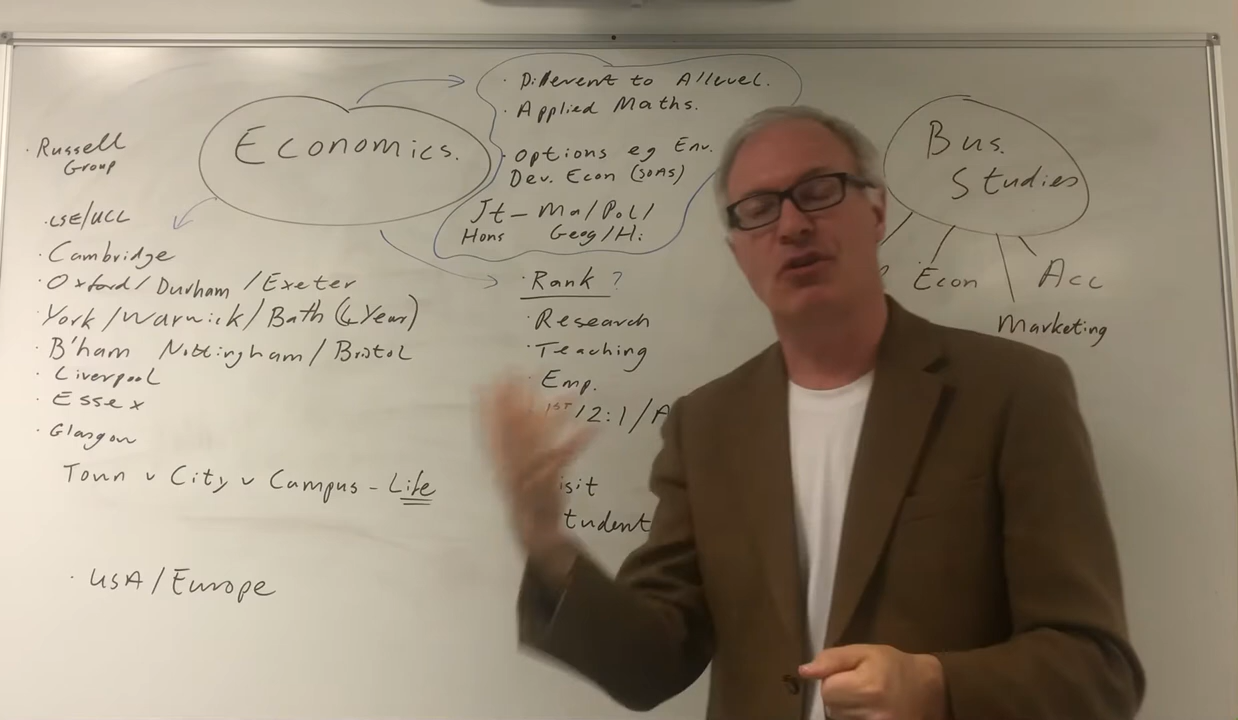 Economics.
· Russell
Group
· LSE/UCL
· Cambridge
· Oxford/Durham/Exeter
· York/Warwick/Bath (4 Year)
· B'ham Nottingham/Bristol
· Liverpool
· Essex
· Glasgow
Town v City v Campus - Life
· USA/Europe
· Different to A level.
· Applied Maths.
· Options eg Env.
Dev. Econ (SOAS)
Jt - Ma/Pol/
Hons Geog/Hi
· Rank ?
· Research
· Teaching
· Emp.
1ST/2:1/A
isit
tudent
Bus.
Studies
Econ
Acc
Marketing